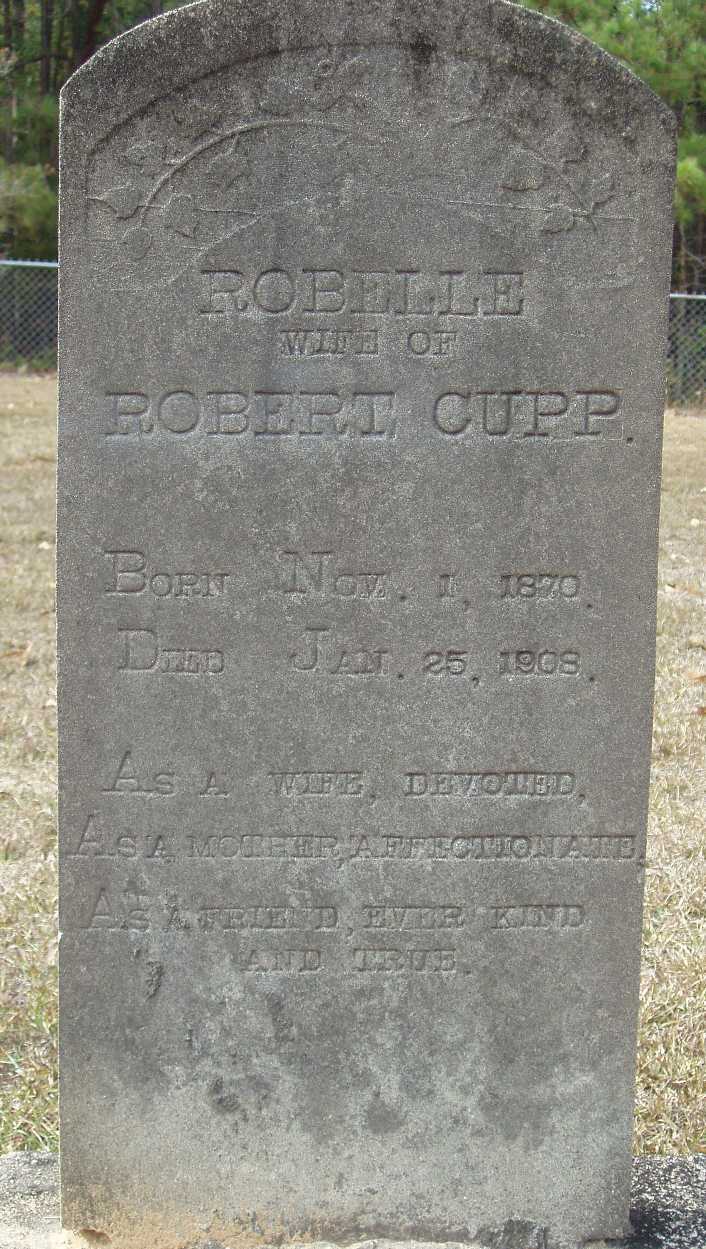 ROBELLE
WIFE OF
ROBERT CUPP.
BORN NOV. 1, 1870.
DIED JAN. 25, 1908.
AS A WIFE, DEVOTED,
AS A MOTHER, AFFECTIONATE,
AS A FRIEND, EVER KIND
AND TRUE.